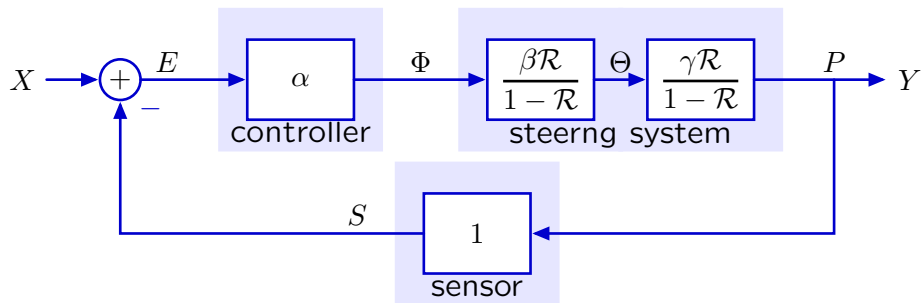 X + E α Φ βR / 1 − R Θ γR / 1 − R P Y
−
controller
steerng system
S 1
sensor